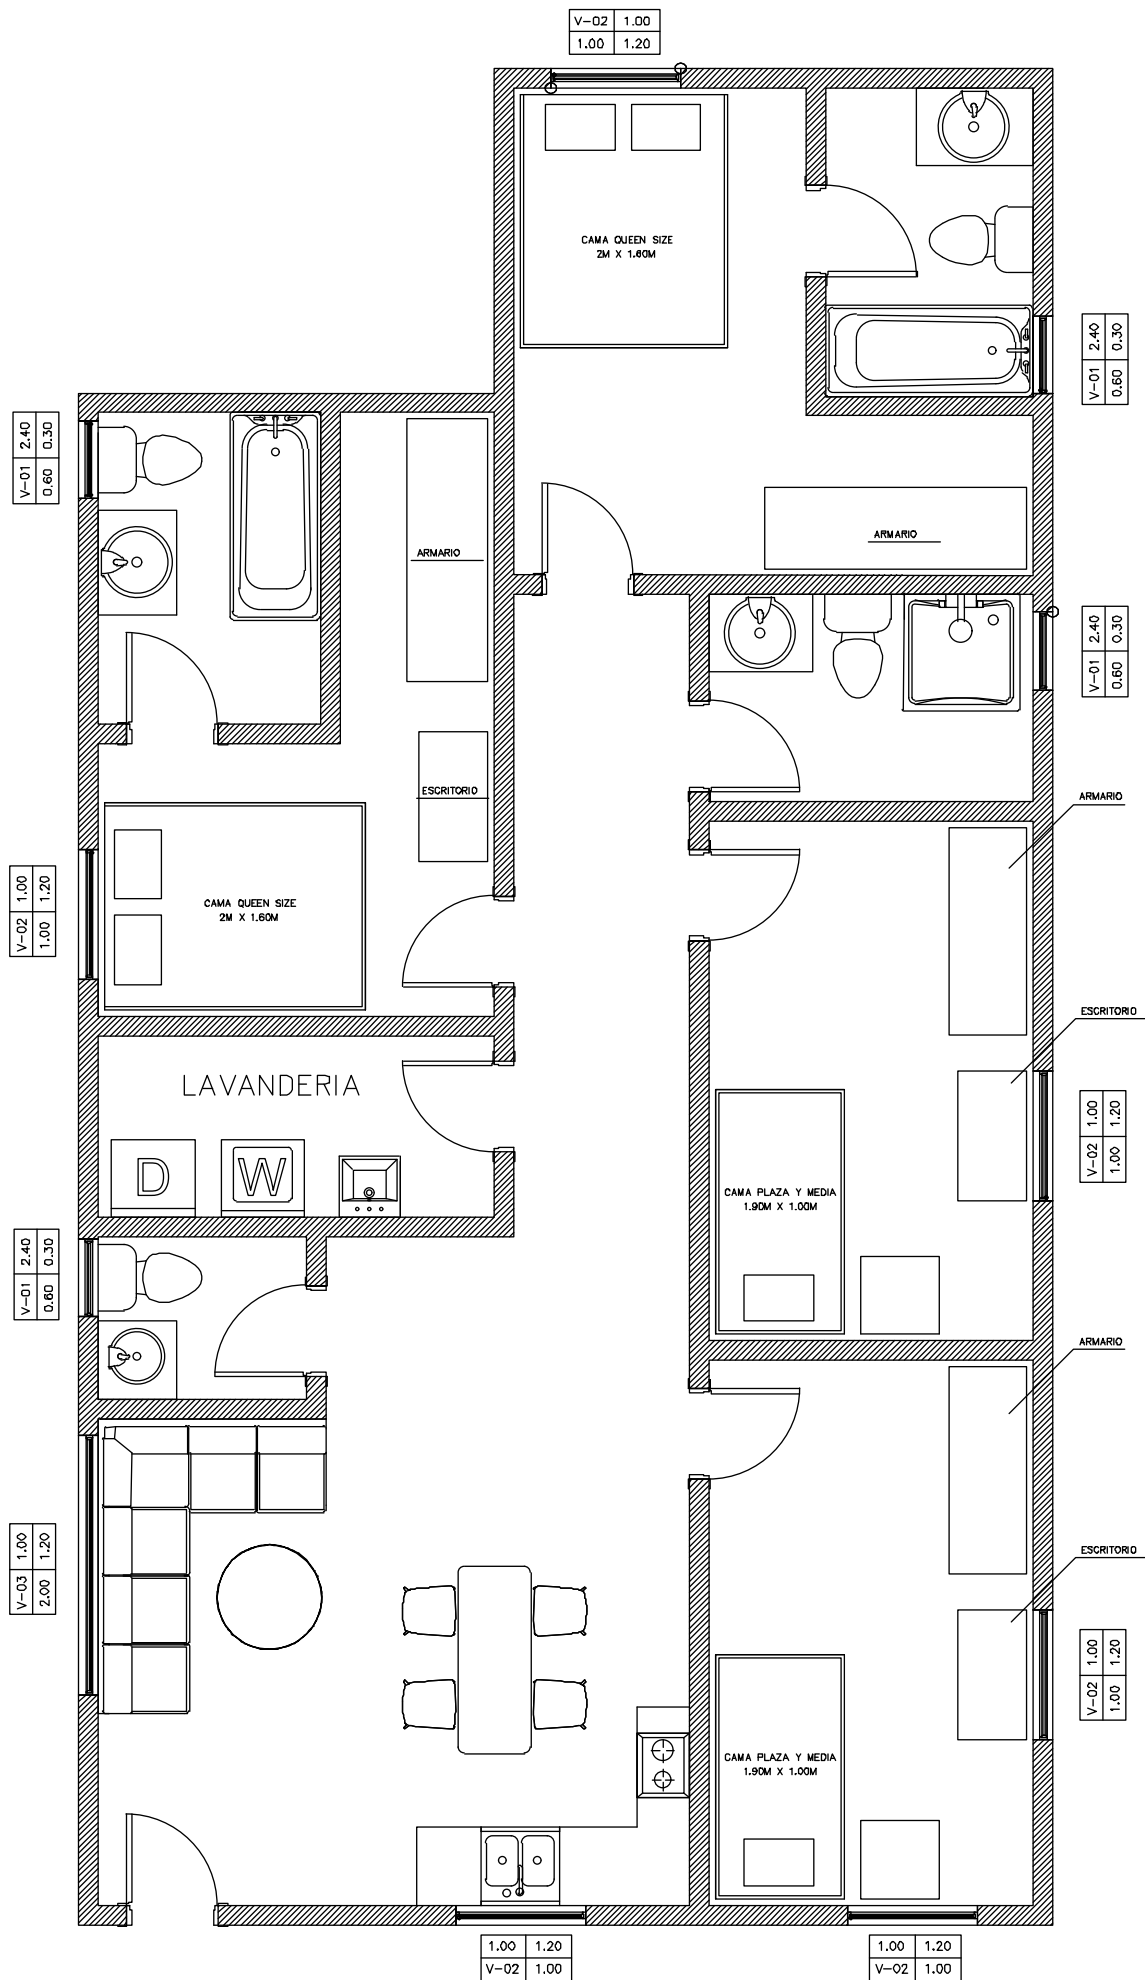 V-02 1.00
1.00 1.20
CAMA QUEEN SIZE
2M X 1.60M
V-01 2.40
0.60 0.30
V-01 2.40
0.60 0.30
ARMARIO
ARMARIO
V-01 2.40
0.60 0.30
ESCRITORIO
ARMARIO
V-02 1.00
1.00 1.20
CAMA QUEEN SIZE
2M X 1.60M
ESCRITORIO
LAVANDERIA
D
W
V-02 1.00
1.00 1.20
CAMA PLAZA Y MEDIA
1.90M X 1.00M
V-01 2.40
0.60 0.30
ARMARIO
V-03 1.00
2.00 1.20
ESCRITORIO
V-02 1.00
1.00 1.20
CAMA PLAZA Y MEDIA
1.90M X 1.00M
1.00 1.20
V-02 1.00
1.00 1.20
V-02 1.00